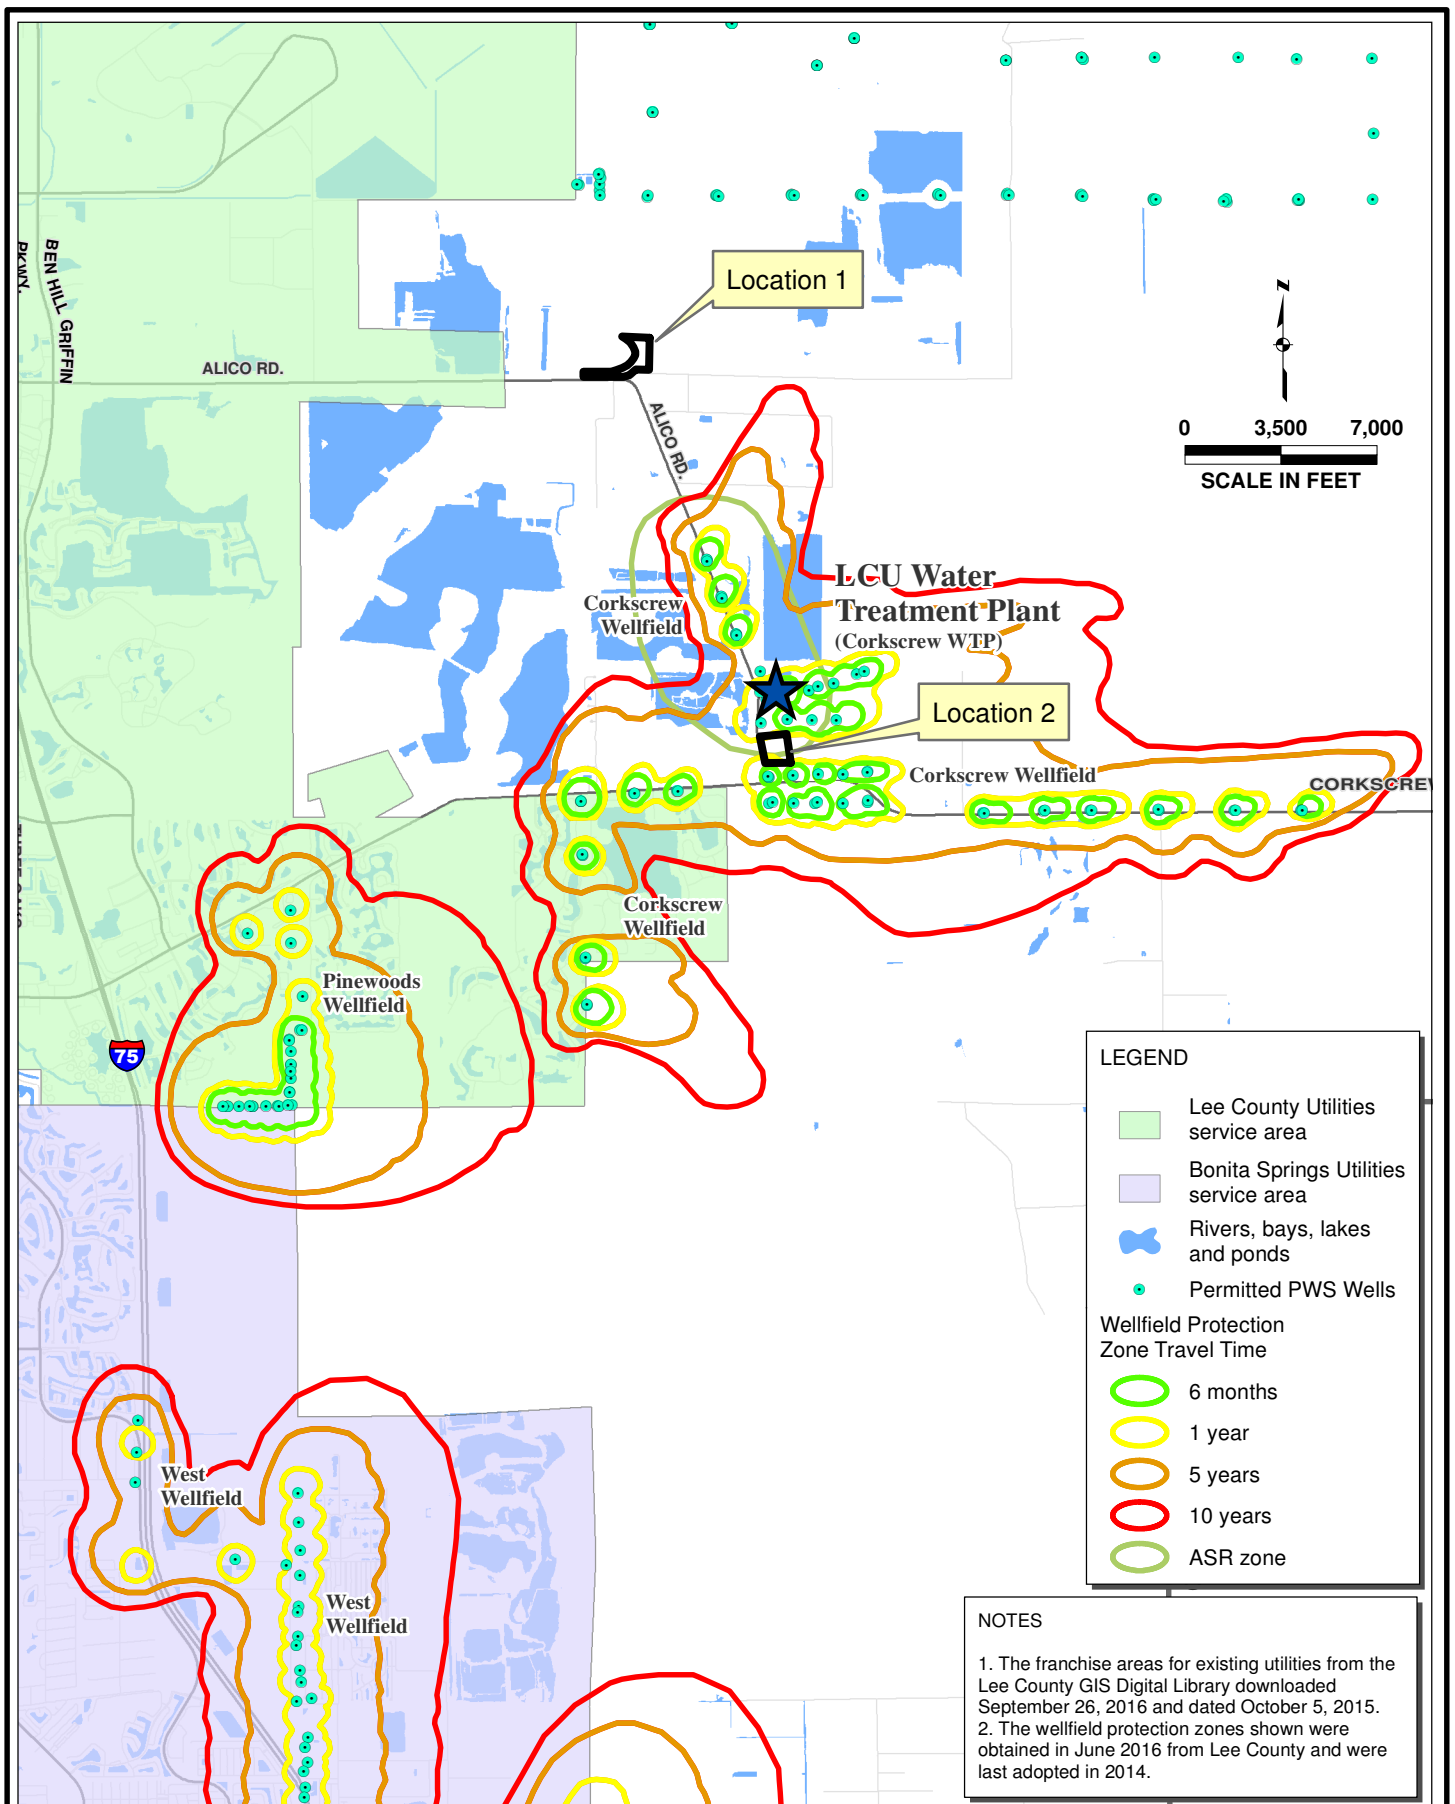 Location 1
PKWY.
BEN HILL GRIFFIN
ALICO RD.
ALICO RD.
N
0 3,500 7,000
SCALE IN FEET
LCU Water
Treatment Plant
(Corkscrew WTP)
Corkscrew
Wellfield
Location 2
Corkscrew Wellfield
CORKSCREW
Corkscrew
Wellfield
Pinewoods
Wellfield
75
West
Wellfield
West
Wellfield
LEGEND
Lee County Utilities
service area
Bonita Springs Utilities
service area
Rivers, bays, lakes
and ponds
Permitted PWS Wells
Wellfield Protection
Zone Travel Time
6 months
1 year
5 years
10 years
ASR zone
NOTES
1. The franchise areas for existing utilities from the
Lee County GIS Digital Library downloaded
September 26, 2016 and dated October 5, 2015.
2. The wellfield protection zones shown were
obtained in June 2016 from Lee County and were
last adopted in 2014.